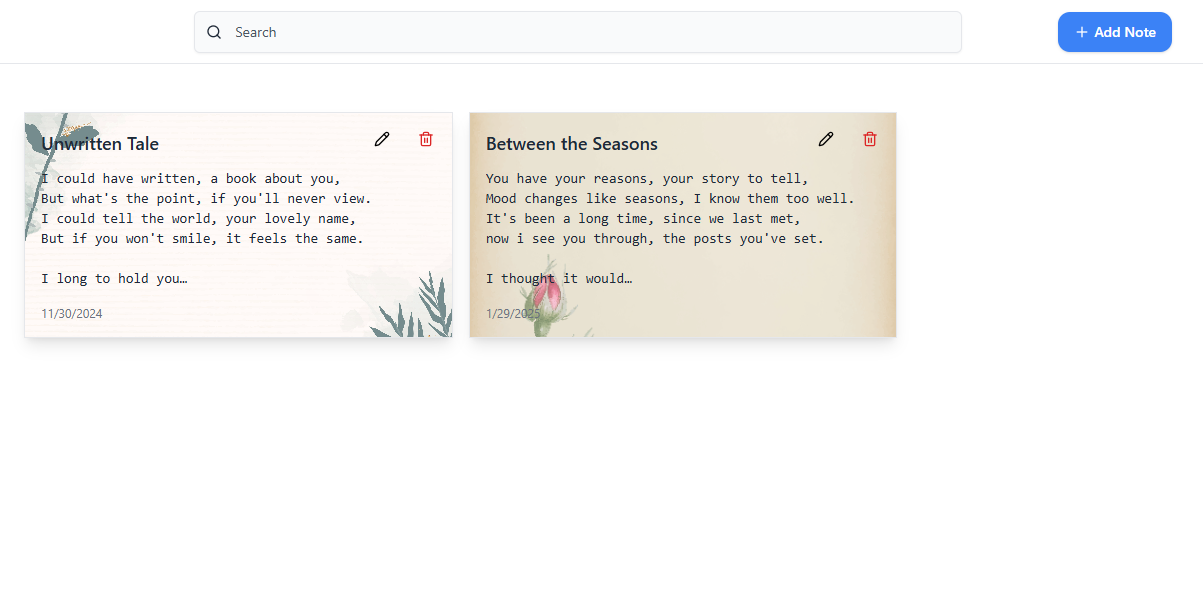 Search
+ Add Note
Unwritten Tale
I could have written, a book about you,
But what's the point, if you'll never view.
I could tell the world, your lovely name,
But if you won't smile, it feels the same.
I long to hold you…
11/30/2024
Between the Seasons
You have your reasons, your story to tell,
Mood changes like seasons, I know them too well.
It's been a long time, since we last met,
now i see you through, the posts you've set.
I thought it would…
1/29/2025